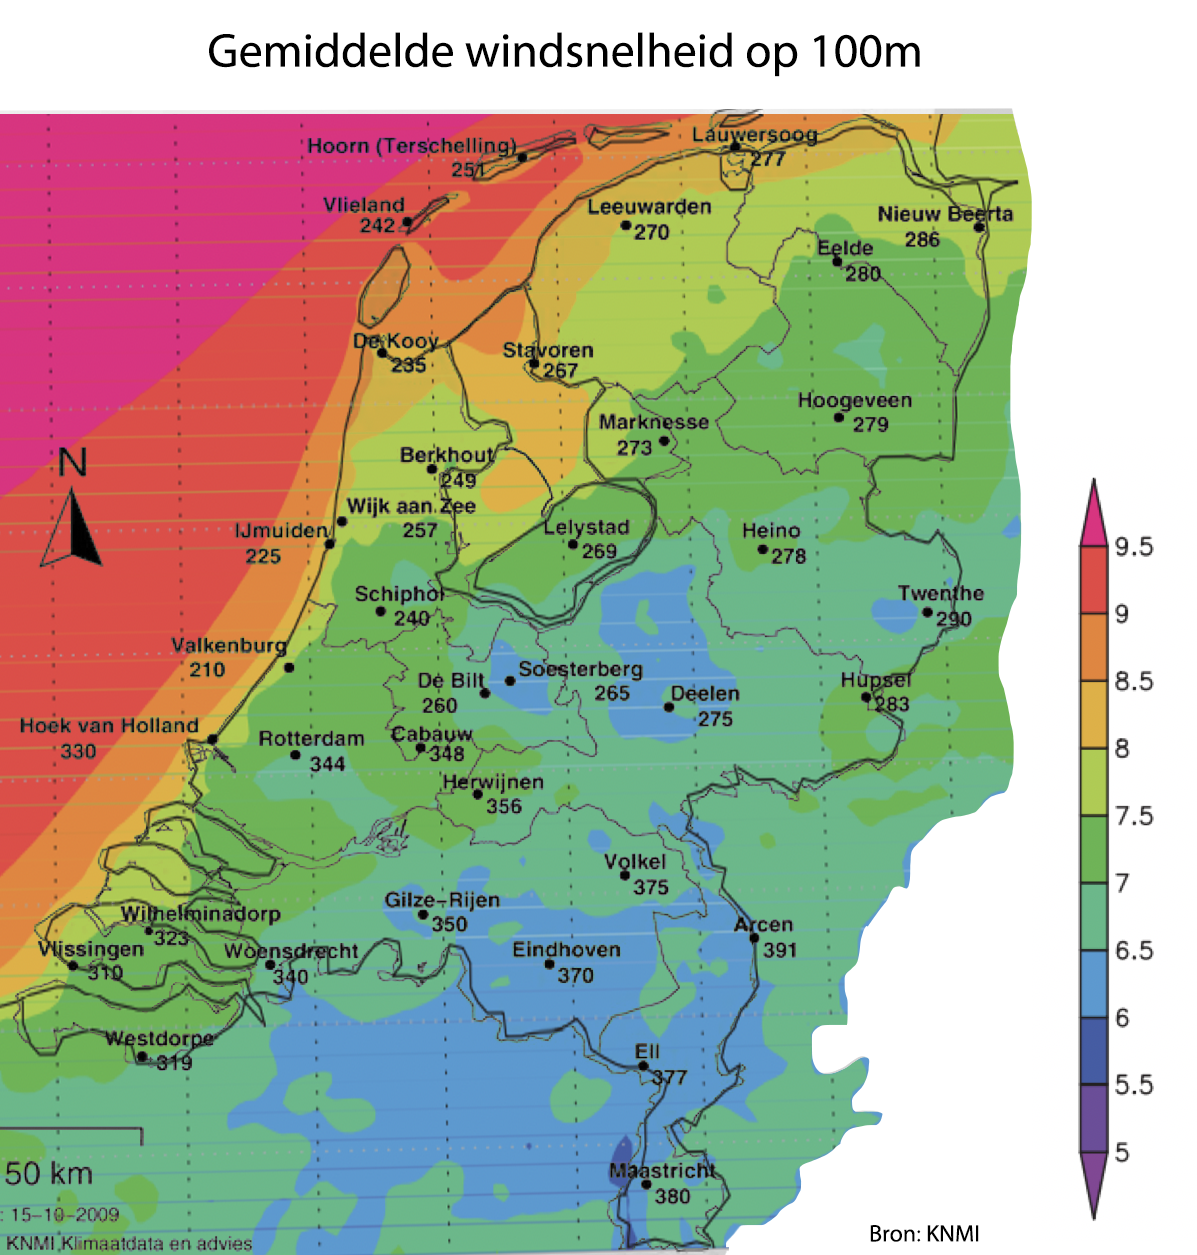 Gemiddelde windsnelheid op 100m
Lauwersoog
277
Hoorn (Terschelling)
251
Vlieland
242
Leeuwarden
270
Nieuw Beerta
286
Eelde
280
De Kooy
235
Stavoren
267
Hoogeveen
279
Marknesse
273
Berkhout
249
N
Wijk aan Zee
257
IJmuiden
225
Lelystad
269
Heino
278
Schiphol
240
Twenthe
290
Valkenburg
210
De Bilt
260
Soesterberg
265
Deelen
275
Hupsel
283
Hoek van Holland
330
Rotterdam
344
Cabauw
348
Herwijnen
356
Volkel
375
Gilze-Rijen
350
Arcen
391
Wilhelminadorp
323
Vlissingen
310
Woensdrecht
340
Eindhoven
370
Westdorpe
319
Ell
377
Maastricht
380
9.5
9
8.5
8
7.5
7
6.5
6
5.5
5
50 km
: 15-10-2009
KNMI,Klimaatdata en advies
Bron: KNMI